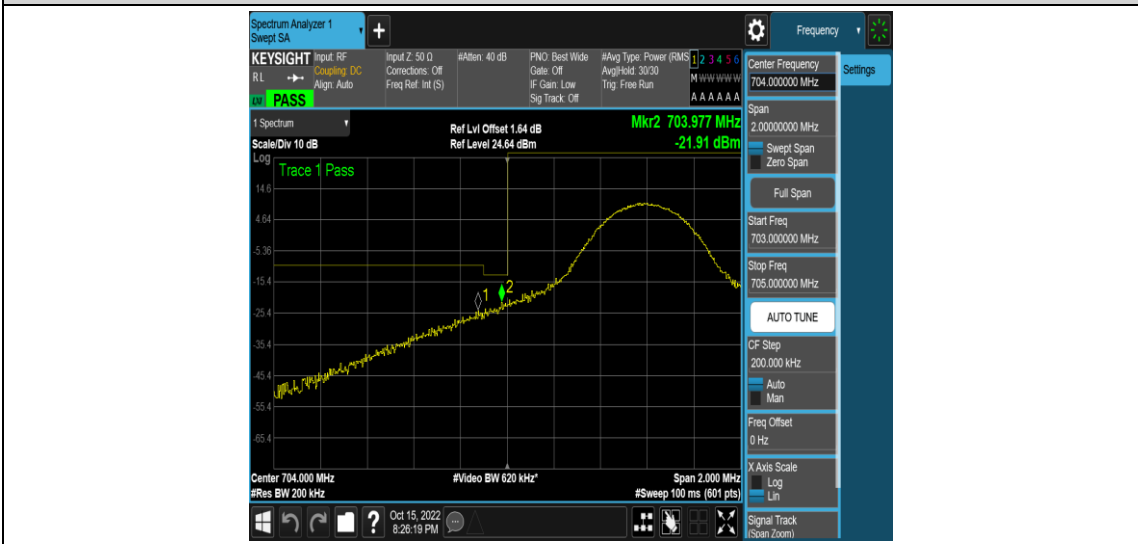 Spectrum Analyzer 1
Swept SA
+
Frequency
KEYSIGHT
RL
LXI PASS
Input: RF
Coupling: DC
Align: Auto
Input Z: 50 Ω
Corrections: Off
Freq Ref: Int (S)
#Atten: 40 dB
PNO: Best Wide
Gate: Off
IF Gain: Low
Sig Track: Off
#Avg Type: Power (RMS
Avg|Hold: 30/30
Trig: Free Run
1 2 3 4 5 6
M W W W W W
A A A A A A
Center Frequency
704.000000 MHz
Settings
1 Spectrum
Scale/Div 10 dB
Ref Lvl Offset 1.64 dB
Ref Level 24.64 dBm
Mkr2 703.977 MHz
-21.91 dBm
Span
2.00000000 MHz
Swept Span
Zero Span
Full Span
Start Freq
703.000000 MHz
Stop Freq
705.000000 MHz
AUTO TUNE
CF Step
200.000 kHz
Auto
Man
Freq Offset
0 Hz
X Axis Scale
Log
Lin
Signal Track
(Span Zoom)
Log
Trace 1 Pass
14.6
4.64
-5.36
-15.4
-25.4
-35.4
-45.4
-55.4
-65.4
1
2
Center 704.000 MHz
#Res BW 200 kHz
#Video BW 620 kHz*
Span 2.000 MHz
#Sweep 100 ms (601 pts)
?
Oct 15, 2022
8:26:19 PM